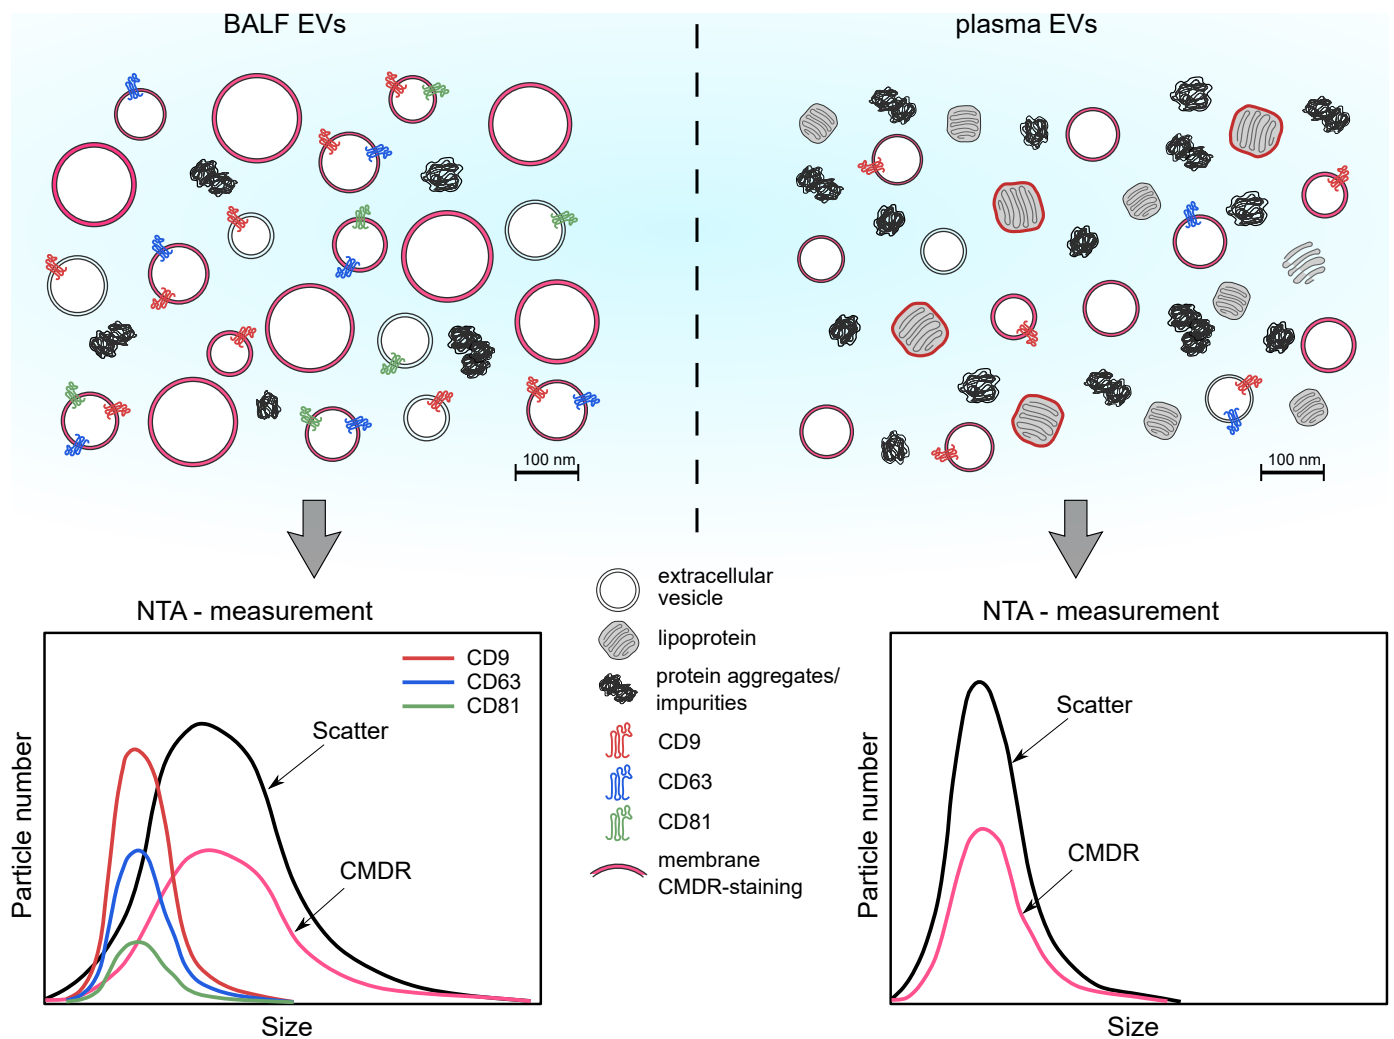 BALF EVs
plasma EVs
100 nm
100 nm
NTA - measurement
CD9
CD63
CD81
Scatter
CMDR
Particle number
Size
extracellular
vesicle
lipoprotein
protein aggregates/
impurities
CD9
CD63
CD81
membrane
CMDR-staining
NTA - measurement
Scatter
CMDR
Particle number
Size